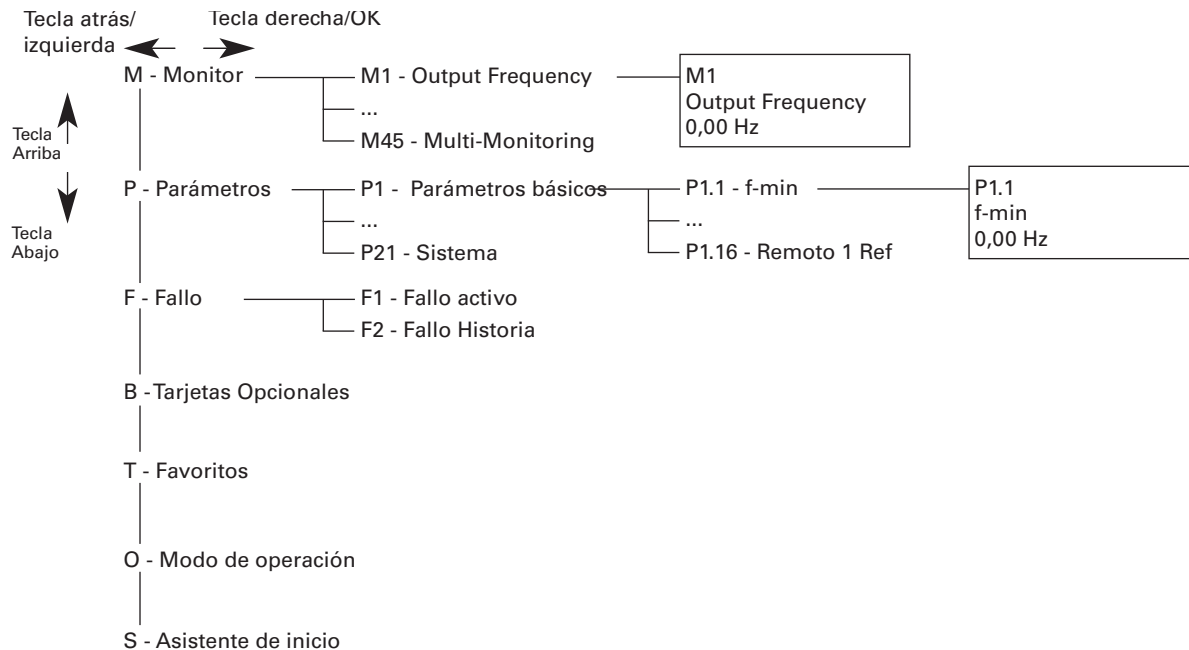 Tecla atrás/
izquierda
Tecla derecha/OK
M - Monitor
M1 - Output Frequency
M1
Output Frequency
0,00 Hz
...
M45 - Multi-Monitoring
Tecla
Arriba
P - Parámetros
P1 - Parámetros básicos
P1.1 - f-min
P1.1
f-min
0,00 Hz
...
...
P21 - Sistema
P1.16 - Remoto 1 Ref
Tecla
Abajo
F - Fallo
F1 - Fallo activo
F2 - Fallo Historia
B -Tarjetas Opcionales
T - Favoritos
O - Modo de operación
S - Asistente de inicio